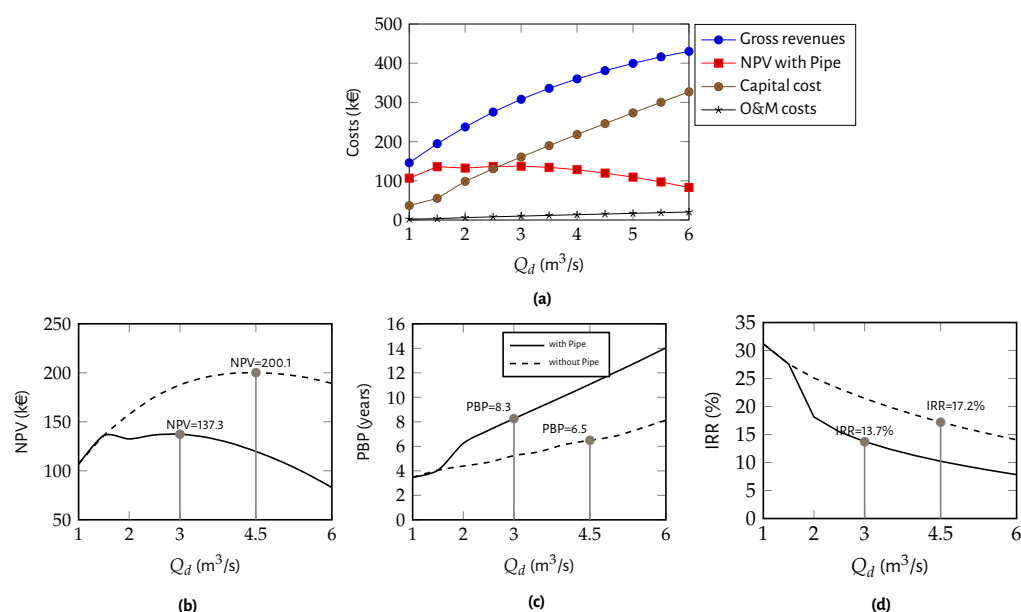 500
400
300
200
100
0
Costs (k€)
1 2 3 4 5 6
Q_d (m³/s)
Gross revenues
NPV with Pipe
Capital cost
O&M costs
(a)
250
200
150
100
50
NPV (k€)
NPV=200.1
NPV=137.3
1 2 3 4.5 6
Q_d (m³/s)
(b)
16
14
12
10
8
6
4
2
0
PBP (years)
with Pipe
without Pipe
PBP=8.3
PBP=6.5
1 2 3 4.5 6
Q_d (m³/s)
(c)
35
30
25
20
15
10
5
0
IRR (%)
IRR=17.2%
IRR=13.7%
1 2 3 4.5 6
Q_d (m³/s)
(d)